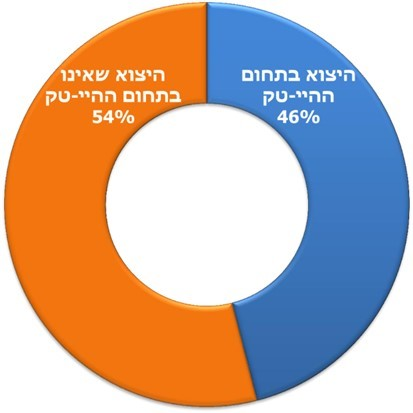 היצוא בתחום
ההיי-טק
46%
היצוא שאינו
בתחום ההיי-טק
54%